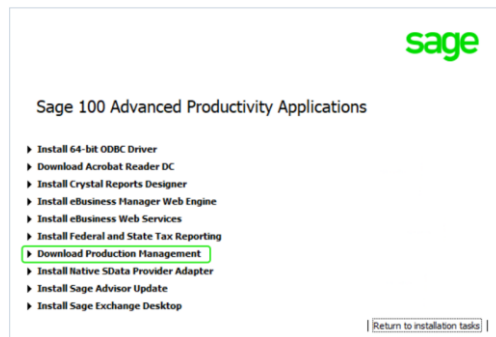 sage
Sage 100 Advanced Productivity Applications
Install 64-bit ODBC Driver
Download Acrobat Reader DC
Install Crystal Reports Designer
Install eBusiness Manager Web Engine
Install eBusiness Web Services
Install Federal and State Tax Reporting
Download Production Management
Install Native SData Provider Adapter
Install Sage Advisor Update
Install Sage Exchange Desktop
Return to installation tasks